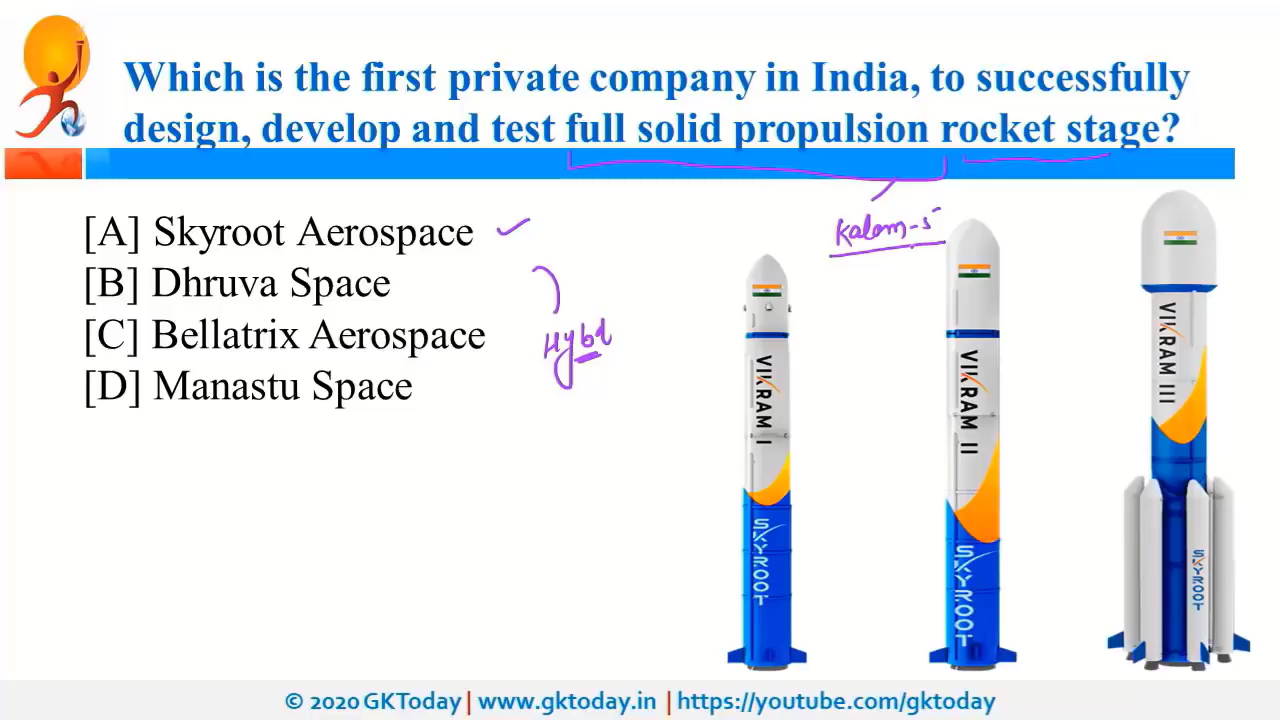 Which is the first private company in India, to successfully
design, develop and test full solid propulsion rocket stage?
[A] Skyroot Aerospace
[B] Dhruva Space
[C] Bellatrix Aerospace
[D] Manastu Space
Kalam-5
Hybd
VIKRAM I
SKYROOT
VIKRAM II
SKYROOT
VIKRAM III
SKYROOT
© 2020 GKToday | www.gktoday.in | https://youtube.com/gktoday